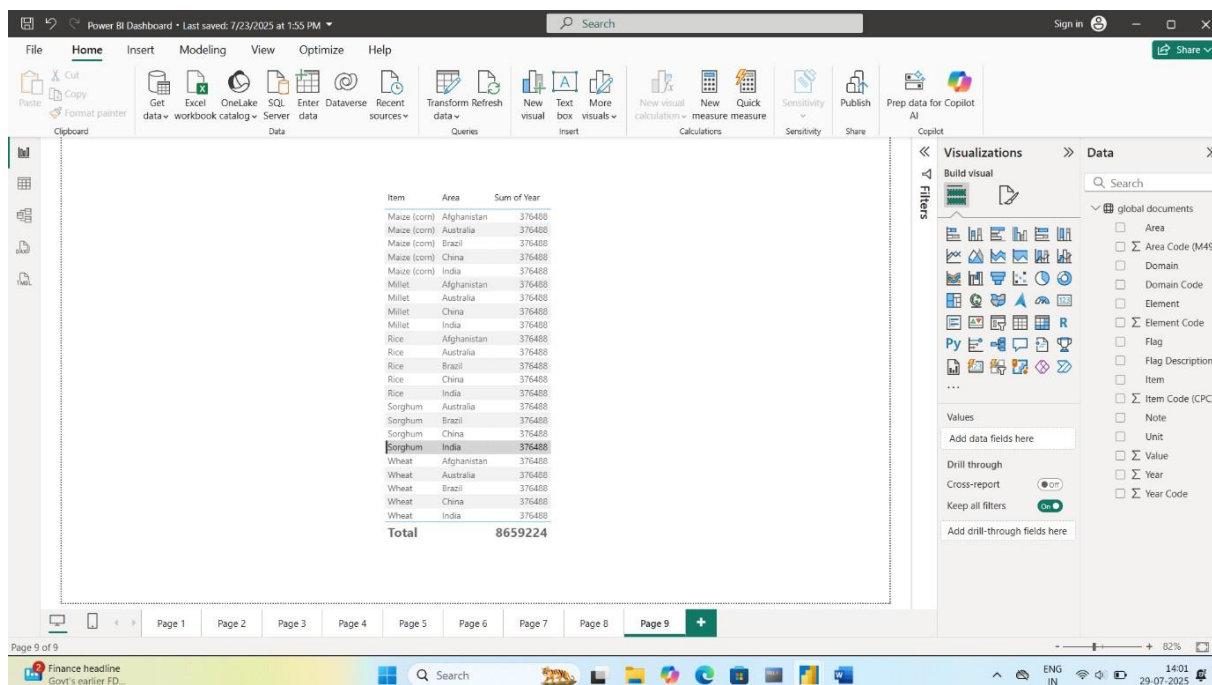 Power BI Dashboard • Last saved: 7/23/2025 at 1:55 PM
Search
Sign in
File Home Insert Modeling View Optimize Help
Share
Paste
Cut
Copy
Format painter
Get data
Excel workbook
OneLake catalog
SQL Server
Enter data
Dataverse
Recent sources
Transform data
Refresh
New visual
Text box
More visuals
New visual calculation
New measure
Quick measure
Sensitivity
Publish
Prep data for AI
Copilot
Clipboard Data Queries Insert Calculations Sensitivity Share Copilot
Item Area Sum of Year
Maize (corn) Afghanistan 376488
Maize (corn) Australia 376488
Maize (corn) Brazil 376488
Maize (corn) China 376488
Maize (corn) India 376488
Millet Afghanistan 376488
Millet Australia 376488
Millet China 376488
Millet India 376488
Rice Afghanistan 376488
Rice Australia 376488
Rice Brazil 376488
Rice China 376488
Rice India 376488
Sorghum Australia 376488
Sorghum Brazil 376488
Sorghum China 376488
Sorghum India 376488
Wheat Afghanistan 376488
Wheat Australia 376488
Wheat Brazil 376488
Wheat China 376488
Wheat India 376488
Total 8659224
Filters
Visualizations
Build visual
R
Py
...
Values
Add data fields here
Drill through
Cross-report
Off
Keep all filters
On
Add drill-through fields here
Data
Search
global documents
Area
Area Code (M49
Domain
Domain Code
Element
Element Code
Flag
Flag Description
Item
Item Code (CPC
Note
Unit
Value
Year
Year Code
Page 1 Page 2 Page 3 Page 4 Page 5 Page 6 Page 7 Page 8 Page 9 +
Page 9 of 9
- + 82%
2
Finance headline
Govt's earlier FD...
Search
ENG
IN
14:01
29-07-2025